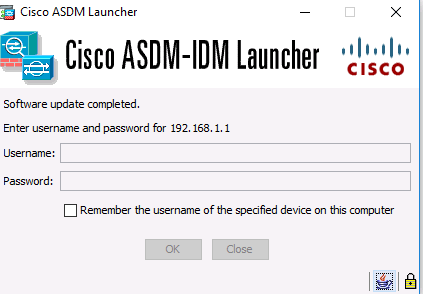 Cisco ASDM Launcher
Cisco ASDM-IDM Launcher
CISCO
Software update completed.
Enter username and password for 192.168.1.1
Username:
Password:
Remember the username of the specified device on this computer
OK Close